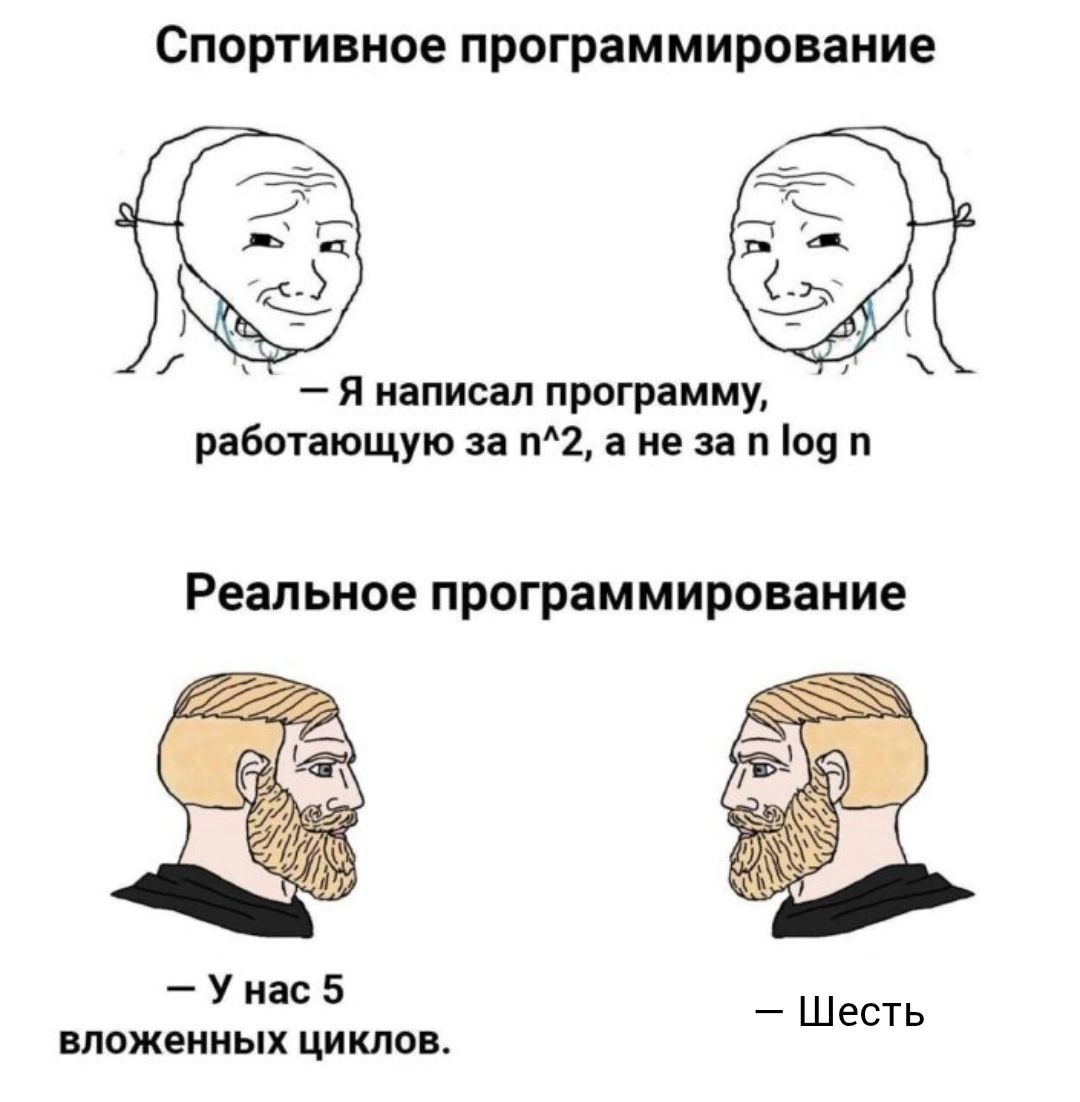 Спортивное программирование
— Я написал программу,
работающую за n^2, а не за n log n
Реальное программирование
— У нас 5
вложенных циклов.
— Шесть